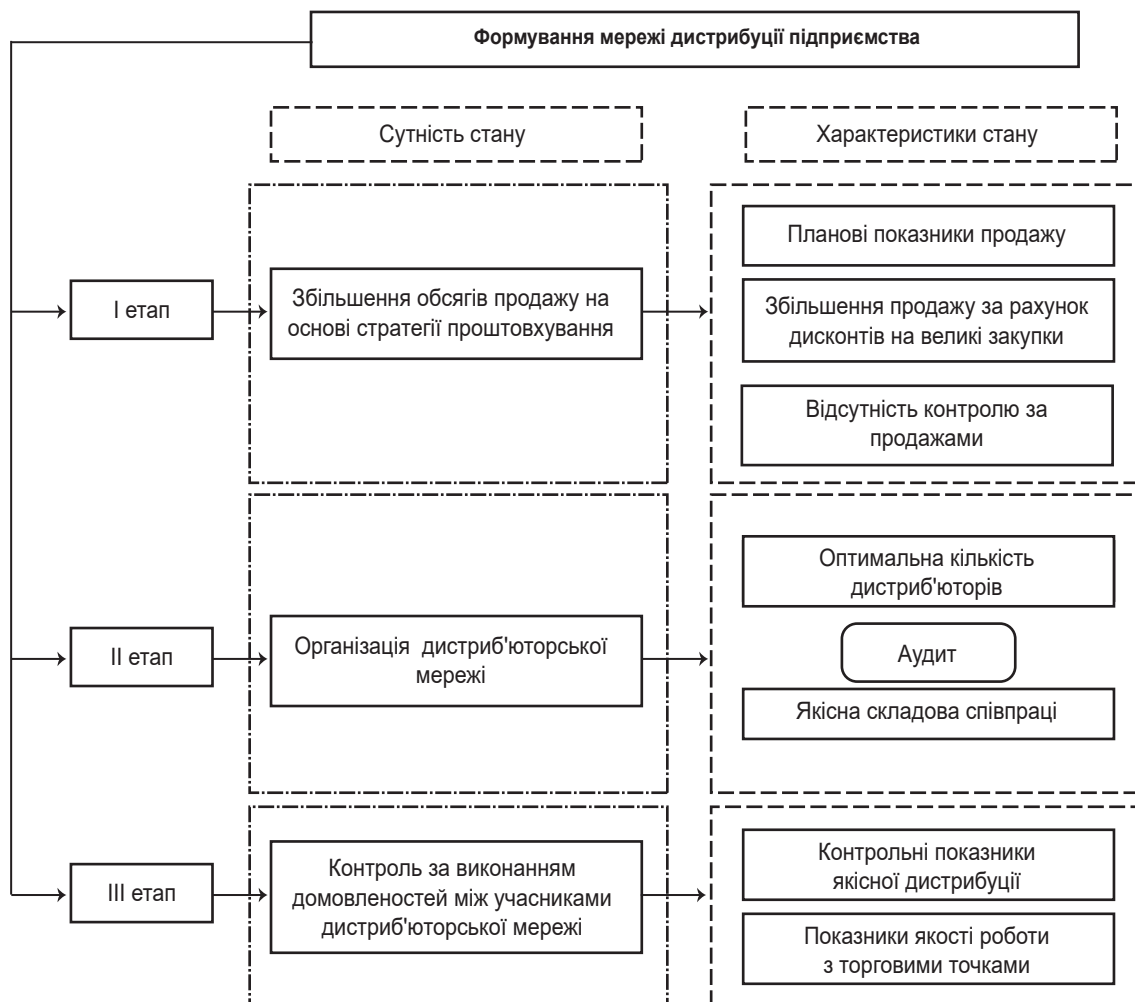 Формування мережі дистрибуції підприємства
Сутність стану
Характеристики стану
І етап
Збільшення обсягів продажу на
основі стратегії проштовхування
Планові показники продажу
Збільшення продажу за рахунок
дисконтів на великі закупки
Відсутність контролю за
продажами
ІІ етап
Організація дистриб'юторської
мережі
Оптимальна кількість
дистриб'юторів
Аудит
Якісна складова співпраці
ІІІ етап
Контроль за виконанням
домовленостей між учасниками
дистриб'юторської мережі
Контрольні показники
якісної дистрибуції
Показники якості роботи
з торговими точками